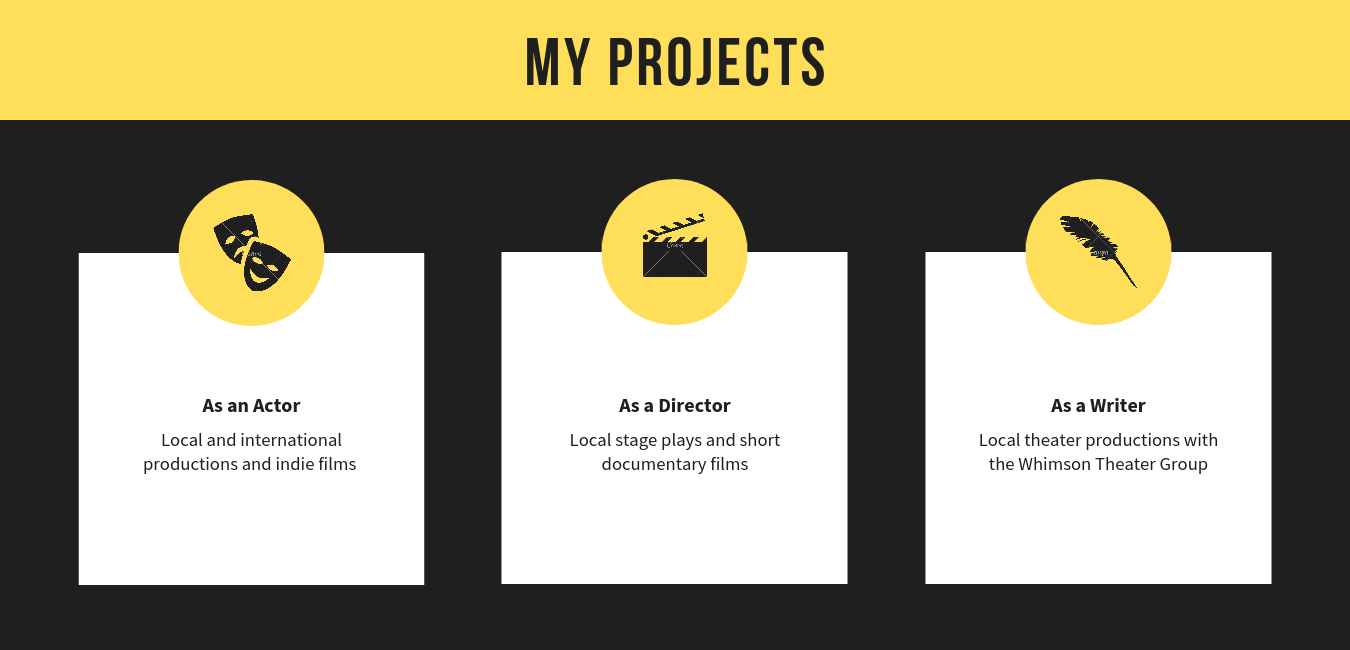 MY PROJECTS
As an Actor
Local and international
productions and indie films
As a Director
Local stage plays and short
documentary films
As a Writer
Local theater productions with
the Whimson Theater Group